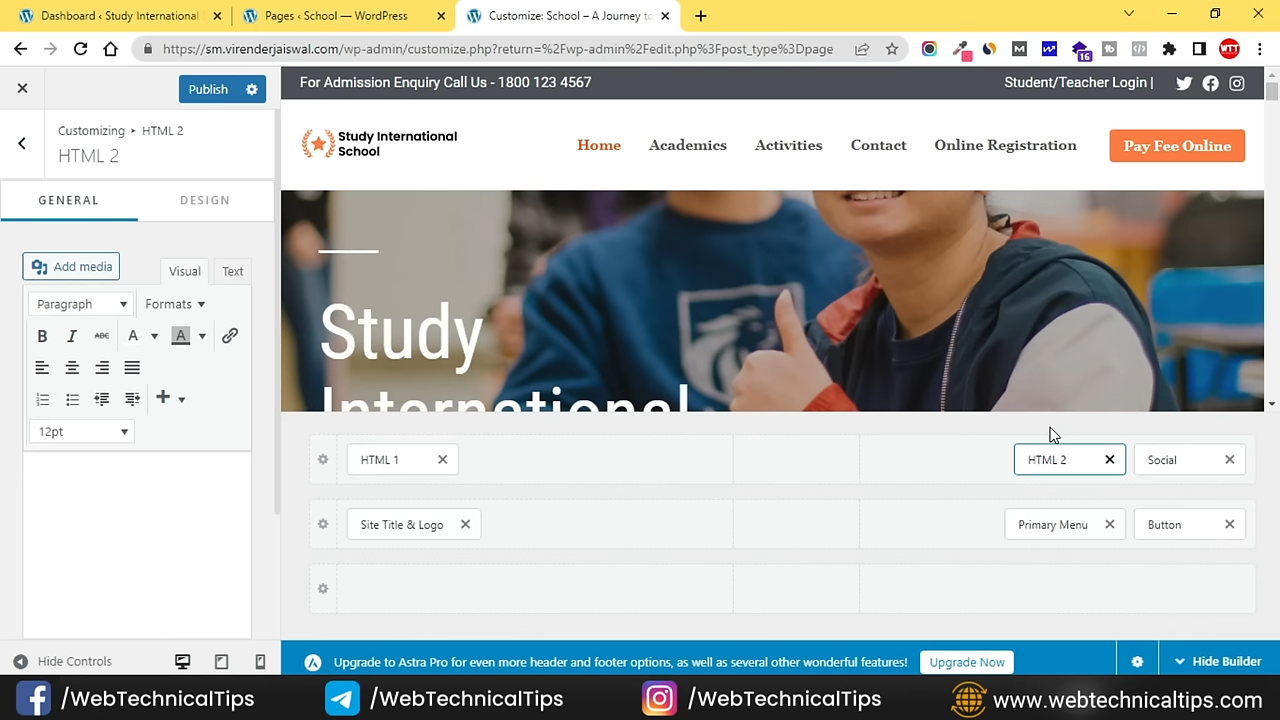 Dashboard ‹ Study International
Pages ‹ School — WordPress
Customize: School – A Journey to
https://sm.virenderjaiswal.com/wp-admin/customize.php?return=%2Fwp-admin%2Fedit.php%3Fpost_type%3Dpage
16
WTT
Publish
For Admission Enquiry Call Us - 1800 123 4567
Student/Teacher Login |
Customizing ▸ HTML 2
HTML 2
Study International
School
Home
Academics
Activities
Contact
Online Registration
Pay Fee Online
GENERAL
DESIGN
Add media
Visual
Text
Paragraph
Formats
B
I
ABC
A
A
12pt
Study
International
HTML 1
HTML 2
Social
Site Title & Logo
Primary Menu
Button
Hide Controls
Upgrade to Astra Pro for even more header and footer options, as well as several other wonderful features!
Upgrade Now
Hide Builder
/WebTechnicalTips
/WebTechnicalTips
/WebTechnicalTips
www.webtechnicaltips.com